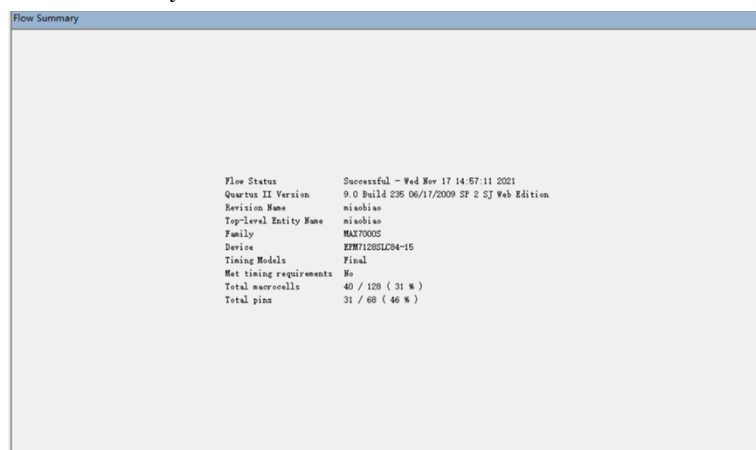 Flow Summary
Flow Status Successful - Wed Nov 17 14:57:11 2021
Quartus II Version 9.0 Build 235 06/17/2009 SP 2 SJ Web Edition
Revision Name miaobiao
Top-level Entity Name miaobiao
Family MAX7000S
Device EPM7128SLC84-15
Timing Models Final
Met timing requirements No
Total macrocells 40 / 128 ( 31 % )
Total pins 31 / 68 ( 46 % )